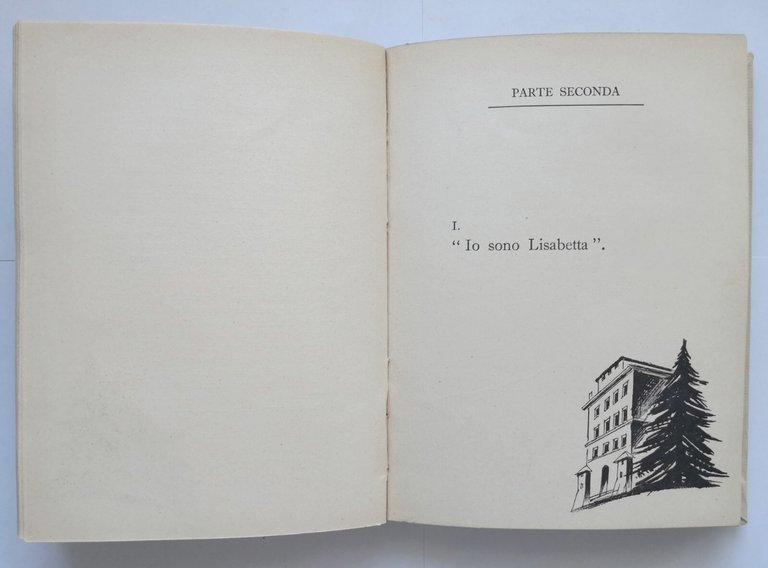 PARTE SECONDA
I.
“ Io sono Lisabetta ”.